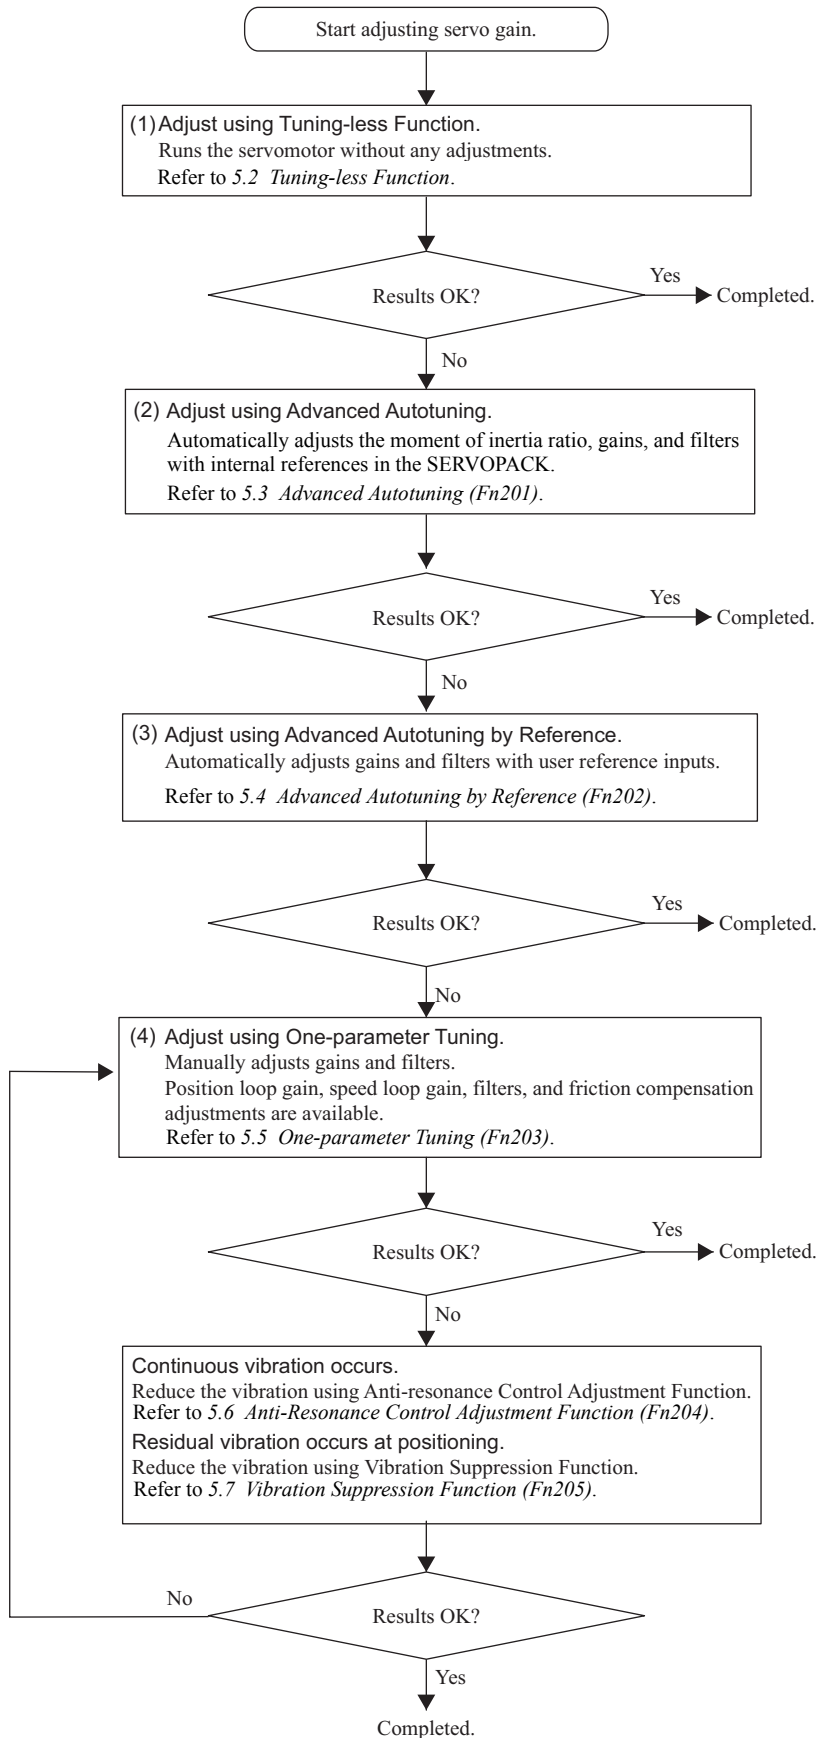 Start adjusting servo gain.
(1) Adjust using Tuning-less Function.
Runs the servomotor without any adjustments.
Refer to 5.2 Tuning-less Function.
Results OK?
Yes
Completed.
No
(2) Adjust using Advanced Autotuning.
Automatically adjusts the moment of inertia ratio, gains, and filters
with internal references in the SERVOPACK.
Refer to 5.3 Advanced Autotuning (Fn201).
Results OK?
Yes
Completed.
No
(3) Adjust using Advanced Autotuning by Reference.
Automatically adjusts gains and filters with user reference inputs.
Refer to 5.4 Advanced Autotuning by Reference (Fn202).
Results OK?
Yes
Completed.
No
(4) Adjust using One-parameter Tuning.
Manually adjusts gains and filters.
Position loop gain, speed loop gain, filters, and friction compensation
adjustments are available.
Refer to 5.5 One-parameter Tuning (Fn203).
Results OK?
Yes
Completed.
No
Continuous vibration occurs.
Reduce the vibration using Anti-resonance Control Adjustment Function.
Refer to 5.6 Anti-Resonance Control Adjustment Function (Fn204).
Residual vibration occurs at positioning.
Reduce the vibration using Vibration Suppression Function.
Refer to 5.7 Vibration Suppression Function (Fn205).
No
Results OK?
Yes
Completed.